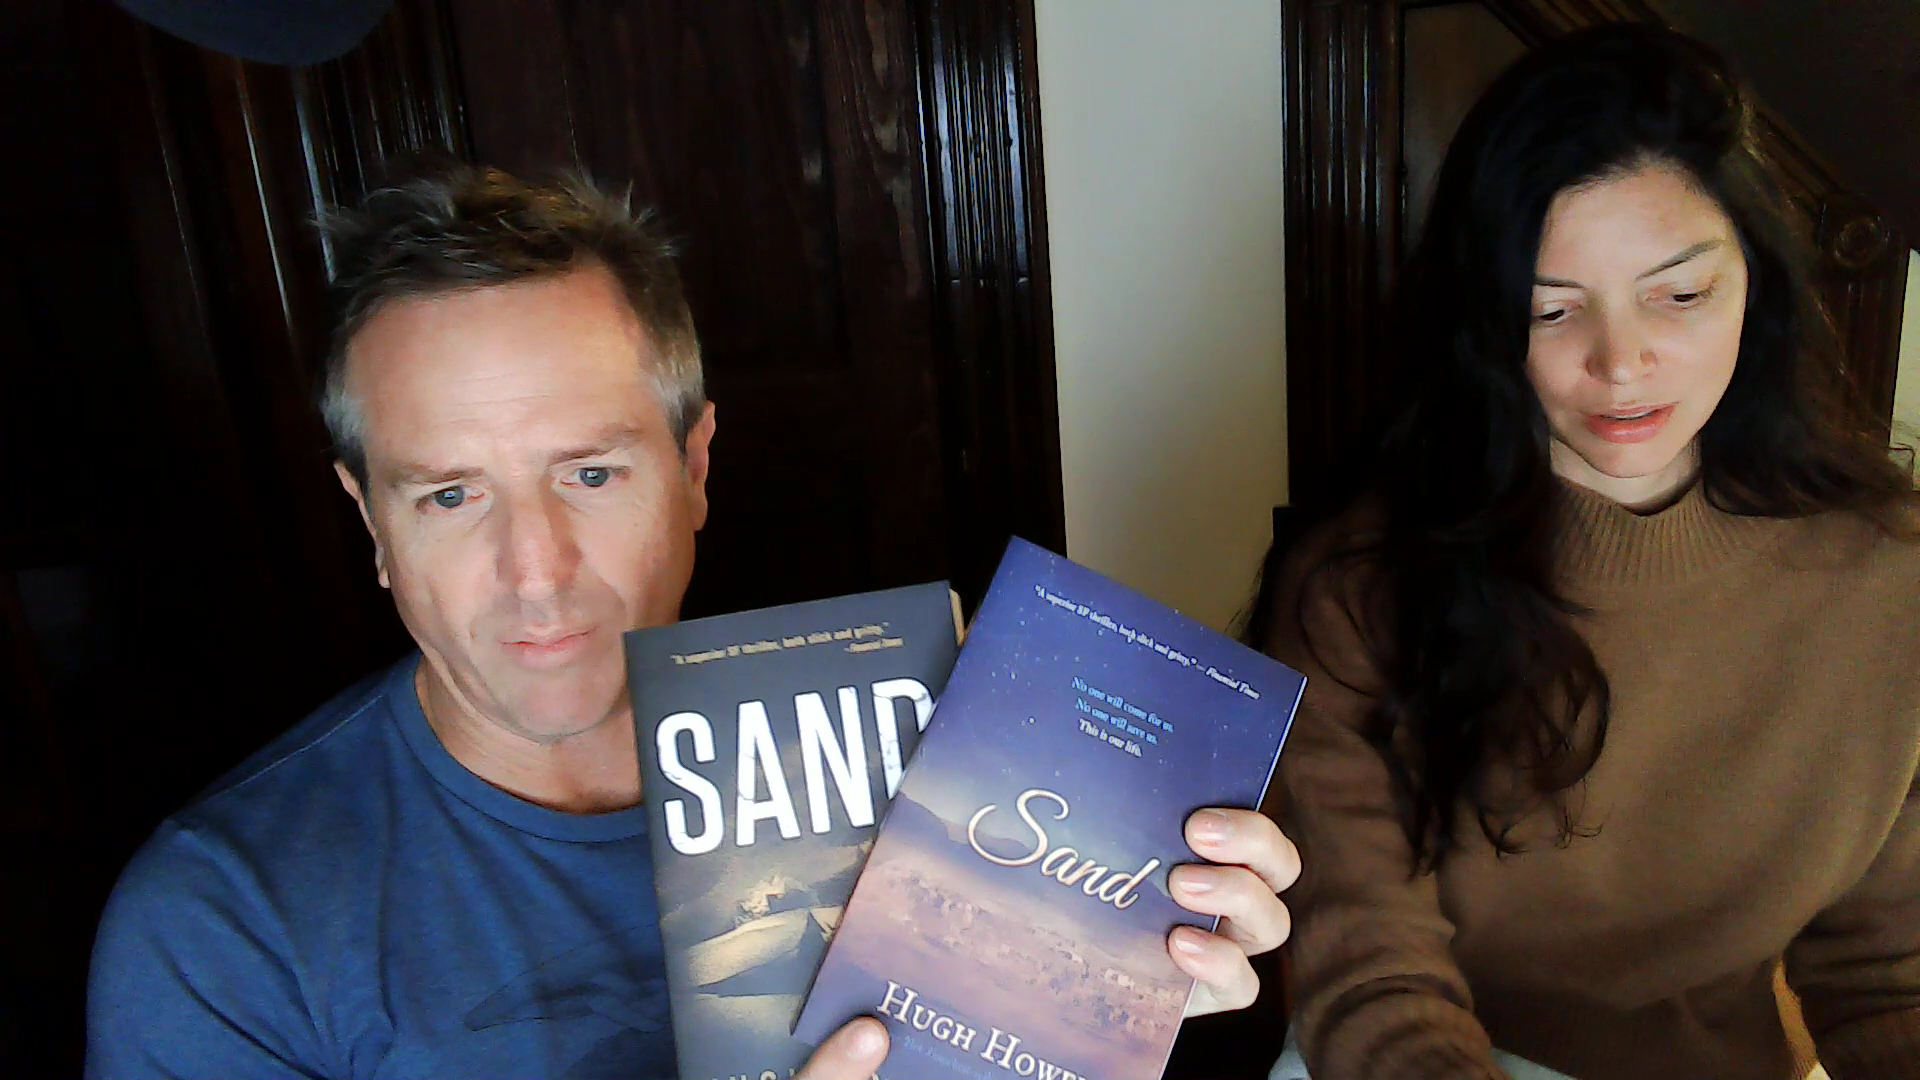 "A superior SF thriller, both slick and gritty."
—Financial Times
SAND
"A superior SF thriller, both slick and gritty." — Financial Times
No one will come for us.
No one will save us.
This is our life.
Sand
HUGH HOWEY